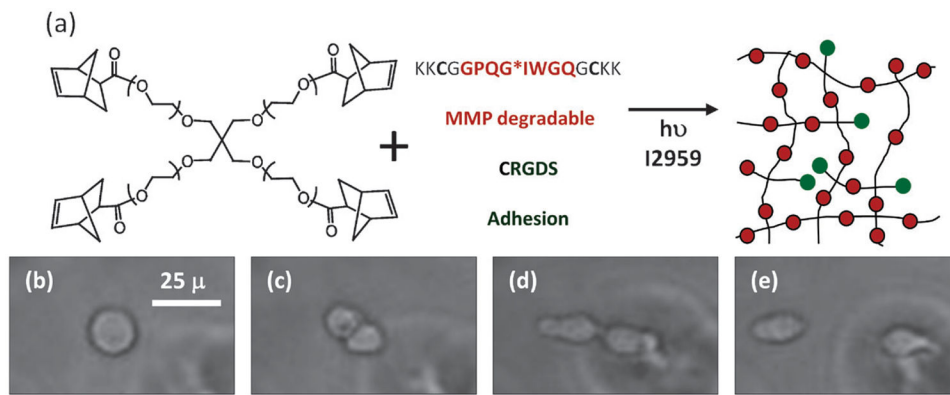 (a)
O
O
O
O
O
O
O
O
O
O
O
O
KKCGGPQG*IWGQGCKK
MMP degradable
CRGDS
Adhesion
+
hυ
I2959
(b)
25 μ
(c)
(d)
(e)